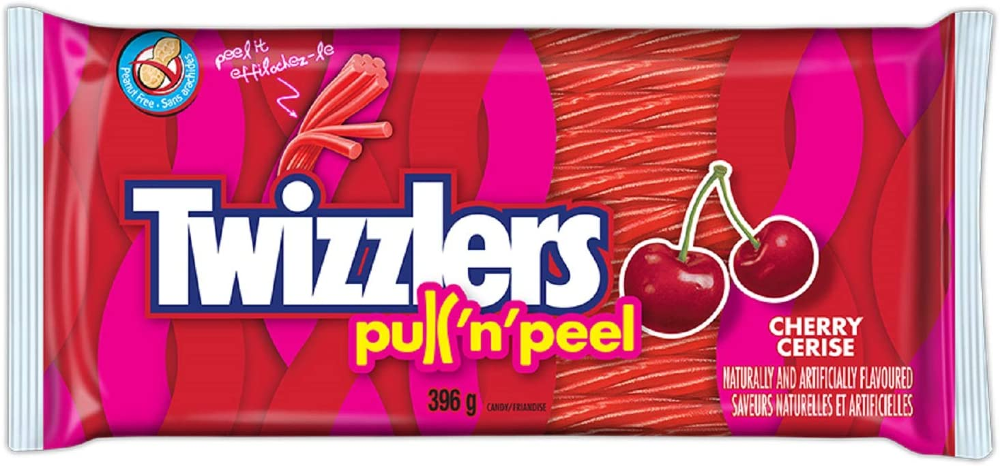 Peanut Free • Sans arachides
peel it
effilochez-le
Twizzlers
pull'n'peel
396 g
CANDY/FRIANDISE
CHERRY
CERISE
NATURALLY AND ARTIFICIALLY FLAVOURED
SAVEURS NATURELLES ET ARTIFICIELLES